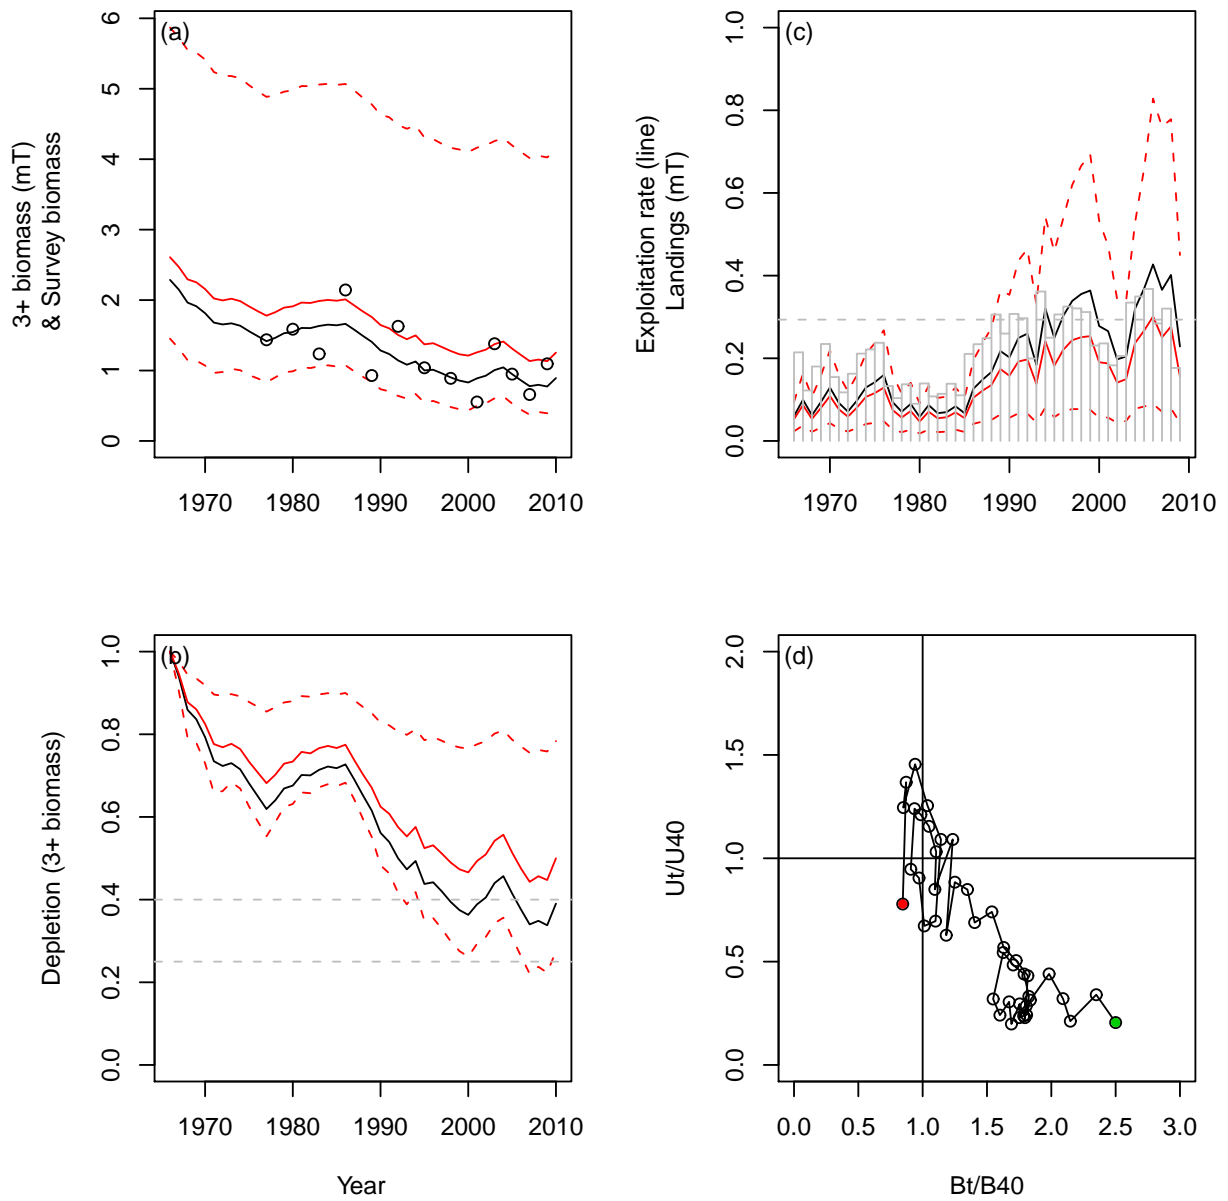 (a)
3+ biomass (mT)
& Survey biomass
0 1 2 3 4 5 6
1970 1980 1990 2000 2010
(c)
Exploitation rate (line)
Landings (mT)
0.0 0.2 0.4 0.6 0.8 1.0
1970 1980 1990 2000 2010
(b)
Depletion (3+ biomass)
0.0 0.2 0.4 0.6 0.8 1.0
1970 1980 1990 2000 2010
Year
(d)
Ut/U40
0.0 0.5 1.0 1.5 2.0
0.0 0.5 1.0 1.5 2.0 2.5 3.0
Bt/B40